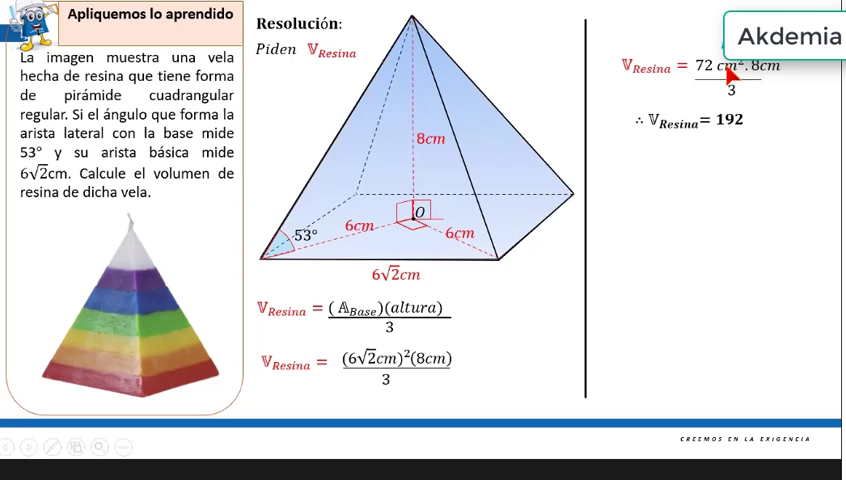 Apliquemos lo aprendido
La imagen muestra una vela
hecha de resina que tiene forma
de pirámide cuadrangular
regular. Si el ángulo que forma la
arista lateral con la base mide
53° y su arista básica mide
6√2cm. Calcule el volumen de
resina de dicha vela.
Resolución:
Piden 𝕍Resina
8cm
O
6cm
6cm
53°
6√2cm
𝕍Resina = (𝔸Base)(altura)
3
𝕍Resina = (6√2cm)²(8cm)
3
Akdemia
𝕍Resina = 72 cm². 8cm
3
∴ 𝕍Resina= 192
CREEMOS EN LA EXIGENCIA